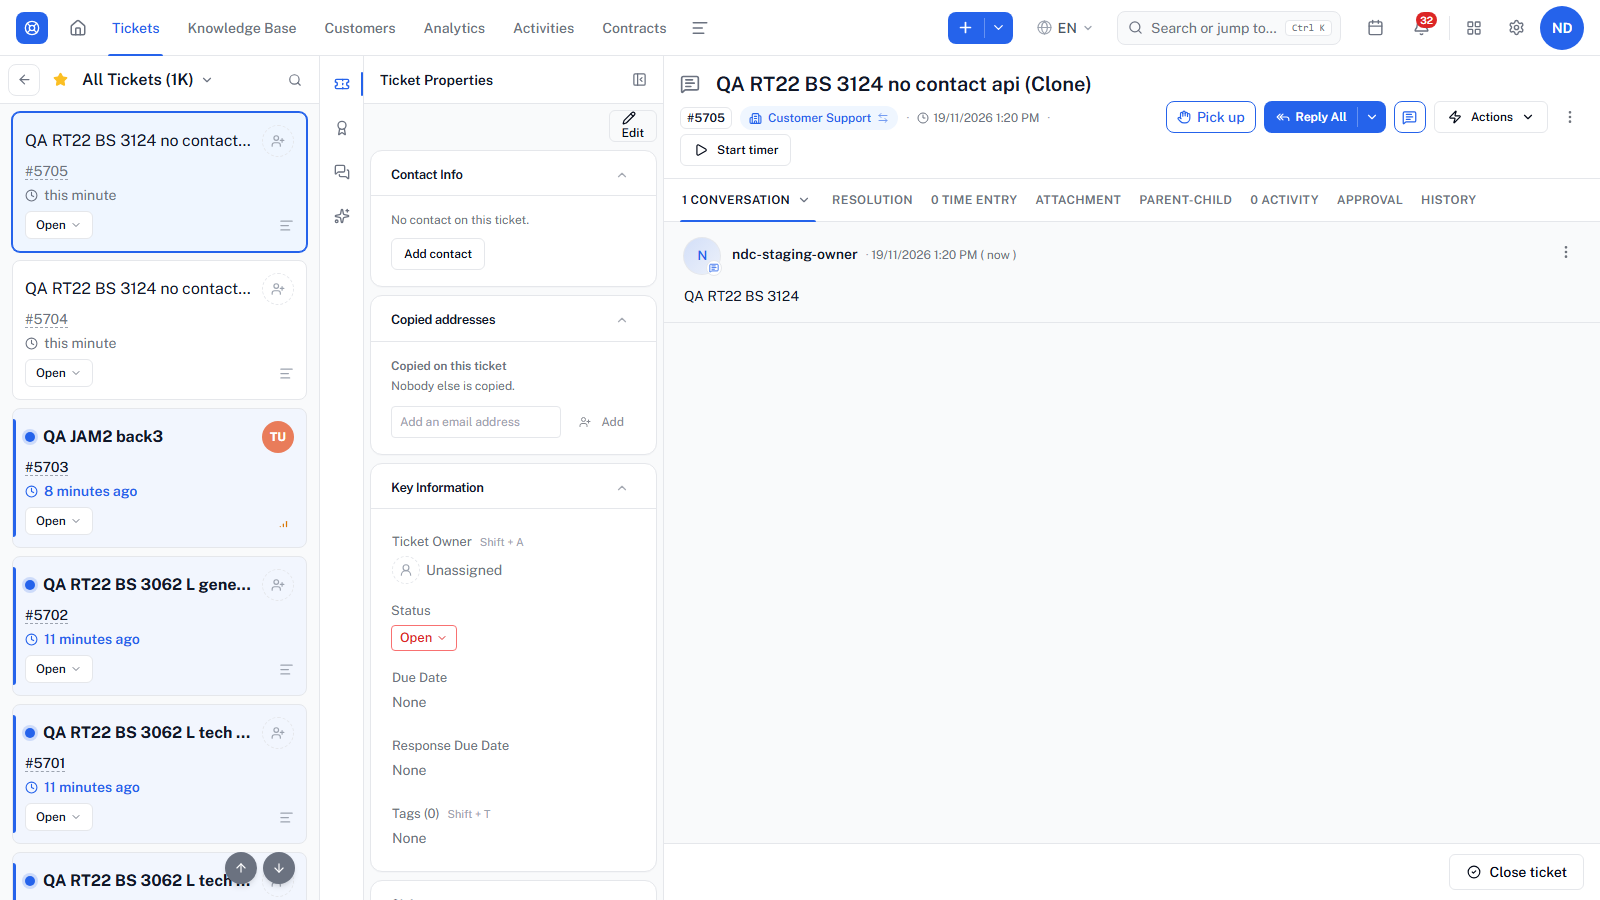 Tickets
Knowledge Base
Customers
Analytics
Activities
Contracts
EN
Search or jump to...
Ctrl K
32
ND
All Tickets (1K)
QA RT22 BS 3124 no contact...
#5705
this minute
Open
QA RT22 BS 3124 no contact...
#5704
this minute
Open
QA JAM2 back3
TU
#5703
8 minutes ago
Open
QA RT22 BS 3062 L gene...
#5702
11 minutes ago
Open
QA RT22 BS 3062 L tech ...
#5701
11 minutes ago
Open
QA RT22 BS 3062 L tech ...
Ticket Properties
Edit
Contact Info
No contact on this ticket.
Add contact
Copied addresses
Copied on this ticket
Nobody else is copied.
Add an email address
Add
Key Information
Ticket Owner Shift + A
Unassigned
Status
Open
Due Date
None
Response Due Date
None
Tags (0) Shift + T
None
QA RT22 BS 3124 no contact api (Clone)
#5705
Customer Support
· 19/11/2026 1:20 PM ·
Pick up
Reply All
Actions
Start timer
1 CONVERSATION
RESOLUTION
0 TIME ENTRY
ATTACHMENT
PARENT-CHILD
0 ACTIVITY
APPROVAL
HISTORY
N
ndc-staging-owner · 19/11/2026 1:20 PM ( now )
QA RT22 BS 3124
Close ticket